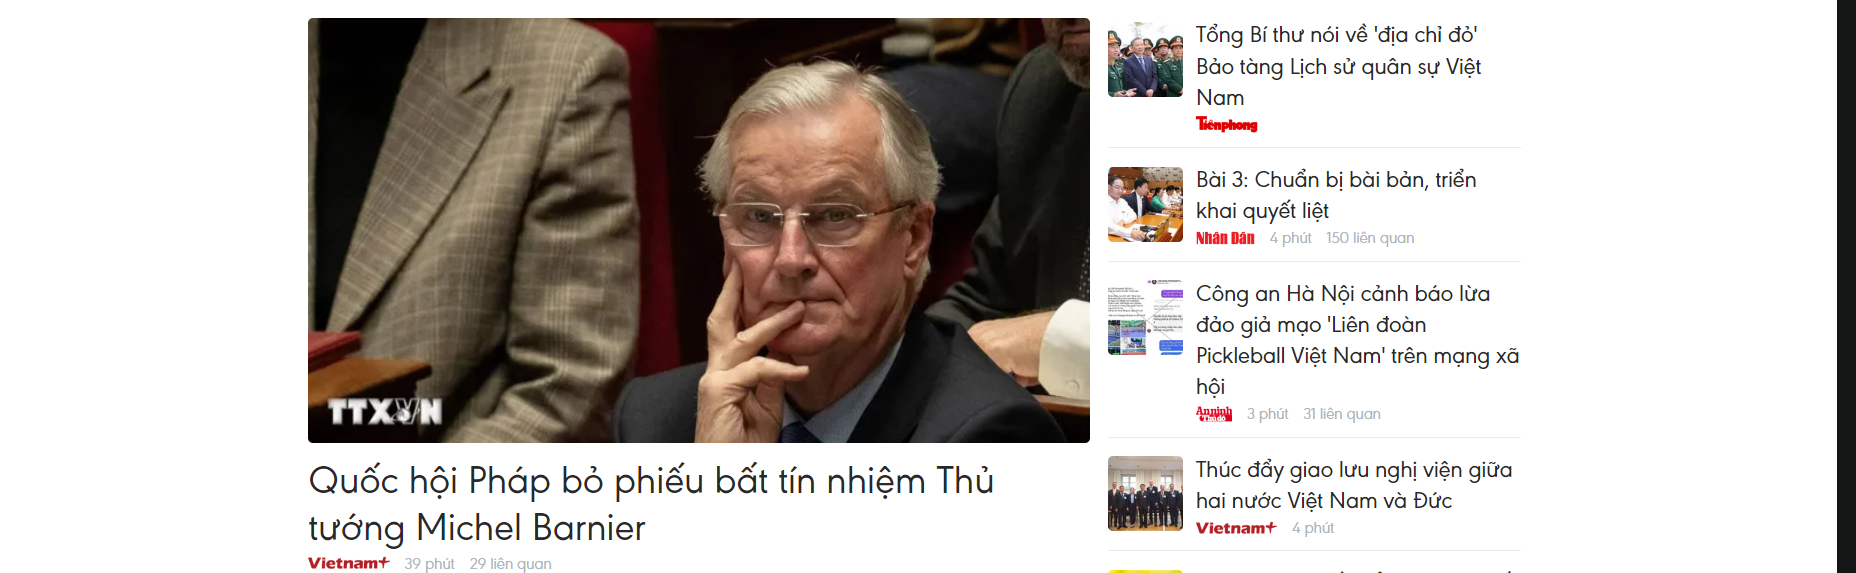 TTXVN
Quốc hội Pháp bỏ phiếu bất tín nhiệm Thủ
tướng Michel Barnier
Vietnam+ 39 phút 29 liên quan
Tổng Bí thư nói về 'địa chỉ đỏ'
Bảo tàng Lịch sử quân sự Việt
Nam
Tiênphong
Bài 3: Chuẩn bị bài bản, triển
khai quyết liệt
Nhân Dân 4 phút 150 liên quan
Công an Hà Nội cảnh báo lừa
đảo giả mạo 'Liên đoàn
Pickleball Việt Nam' trên mạng xã
hội
An ninh
Thủ đô 3 phút 31 liên quan
Thúc đẩy giao lưu nghị viện giữa
hai nước Việt Nam và Đức
Vietnam+ 4 phút